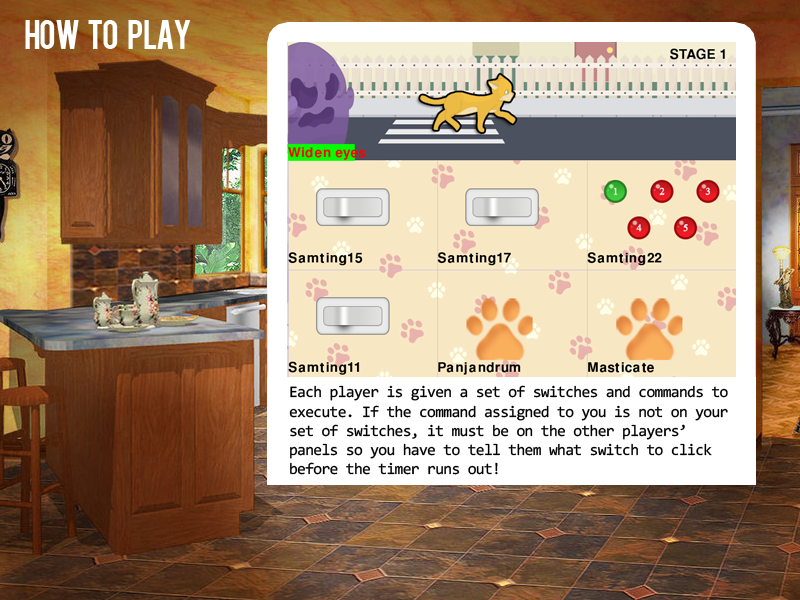 HOW TO PLAY
STAGE 1
Widen eyes
1 2 3
4 5
Samting15 Samting17 Samting22
Samting11 Panjandrum Masticate
Each player is given a set of switches and commands to
execute. If the command assigned to you is not on your
set of switches, it must be on the other players’
panels so you have to tell them what switch to click
before the timer runs out!